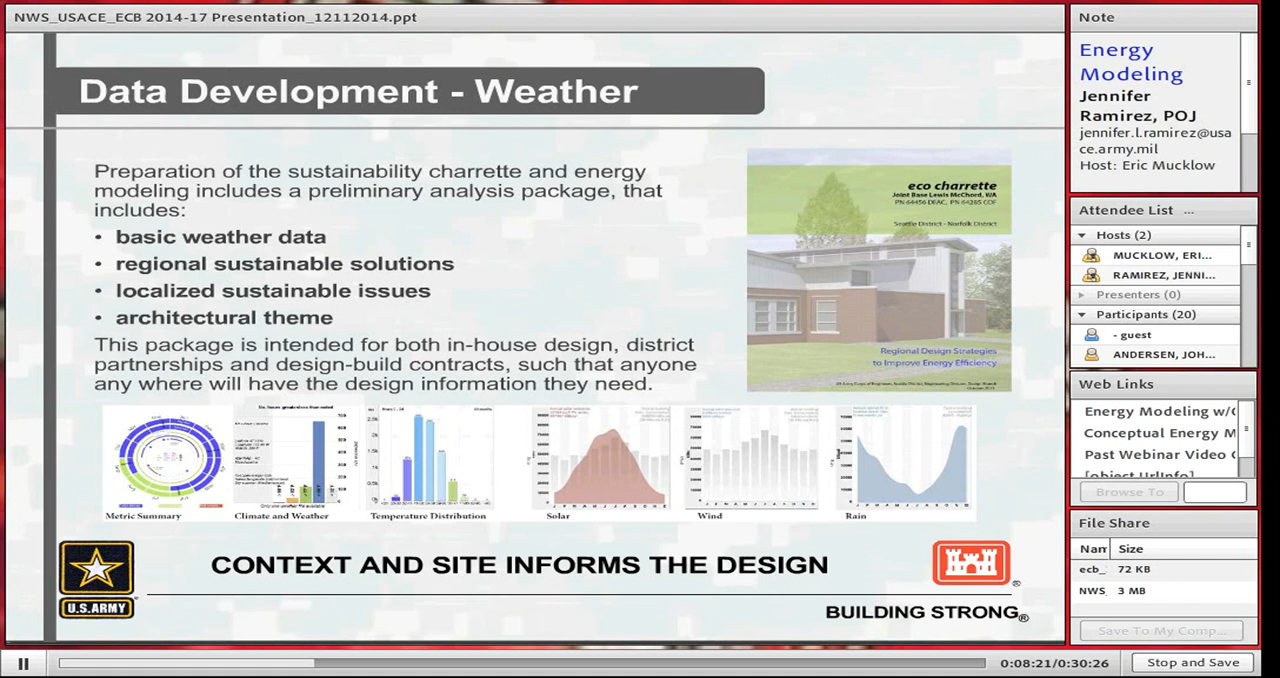 NWS_USACE_ECB 2014-17 Presentation_12112014.ppt
Data Development - Weather
Preparation of the sustainability charrette and energy
modeling includes a preliminary analysis package, that
includes:
• basic weather data
• regional sustainable solutions
• localized sustainable issues
• architectural theme
This package is intended for both in-house design, district
partnerships and design-build contracts, such that anyone
any where will have the design information they need.
eco charrette
Joint Base Lewis McChord, WA
PN 64456 DFAC, PN 64285 COF
Seattle District - Norfolk District
Regional Design Strategies
to Improve Energy Efficiency
Metric Summary
Climate and Weather
Temperature Distribution
Solar
Wind
Rain
CONTEXT AND SITE INFORMS THE DESIGN
U.S.ARMY
BUILDING STRONG®
Note
Energy
Modeling
Jennifer
Ramirez, POJ
jennifer.l.ramirez@usa
ce.army.mil
Host: Eric Mucklow
Attendee List ...
Hosts (2)
MUCKLOW, ERI...
RAMIREZ, JENNI...
Presenters (0)
Participants (20)
- guest
ANDERSEN, JOH...
Web Links
Energy Modeling w/
Conceptual Energy M
Past Webinar Video
[object UrlInfo]
Browse To
File Share
Nan Size
ecb_ 72 KB
NWS 3 MB
Save To My Comp...
0:08:21/0:30:26
Stop and Save